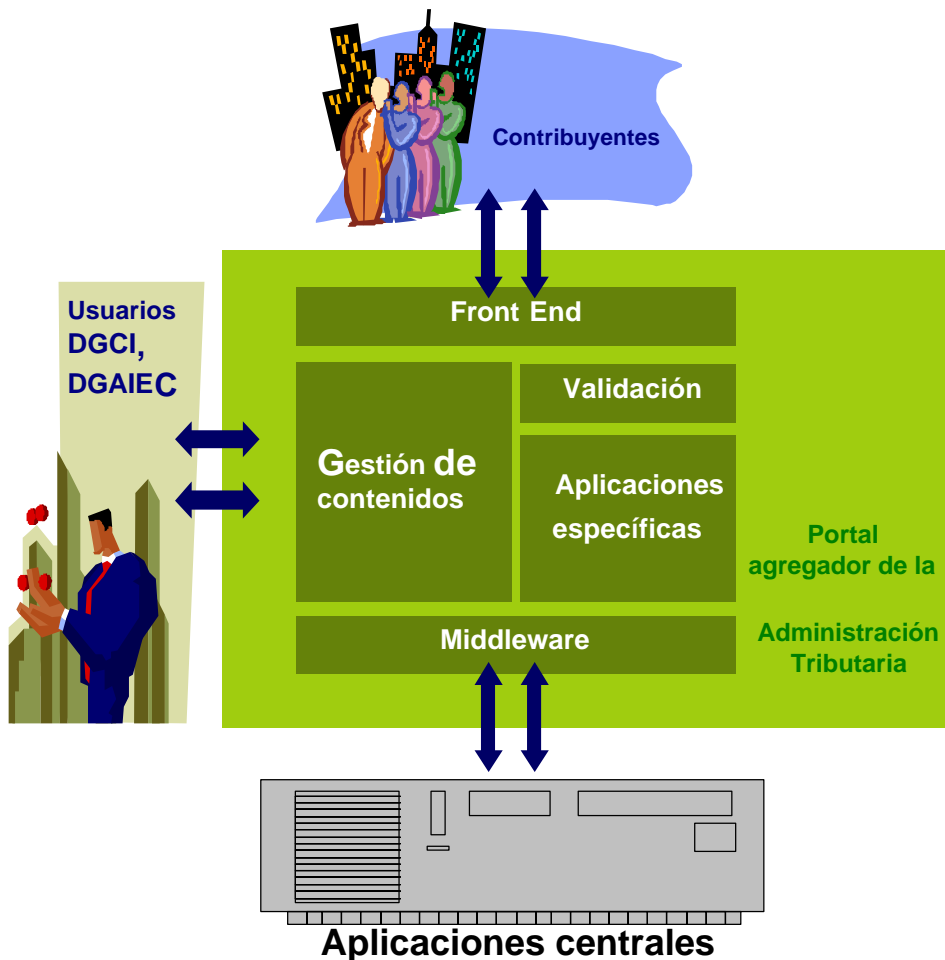 Contribuyentes
Usuarios
DGCI,
DGAIEC
Front End
Gestión de
contenidos
Validación
Aplicaciones
específicas
Portal
agregador de la
Administración
Tributaria
Middleware
Aplicaciones centrales